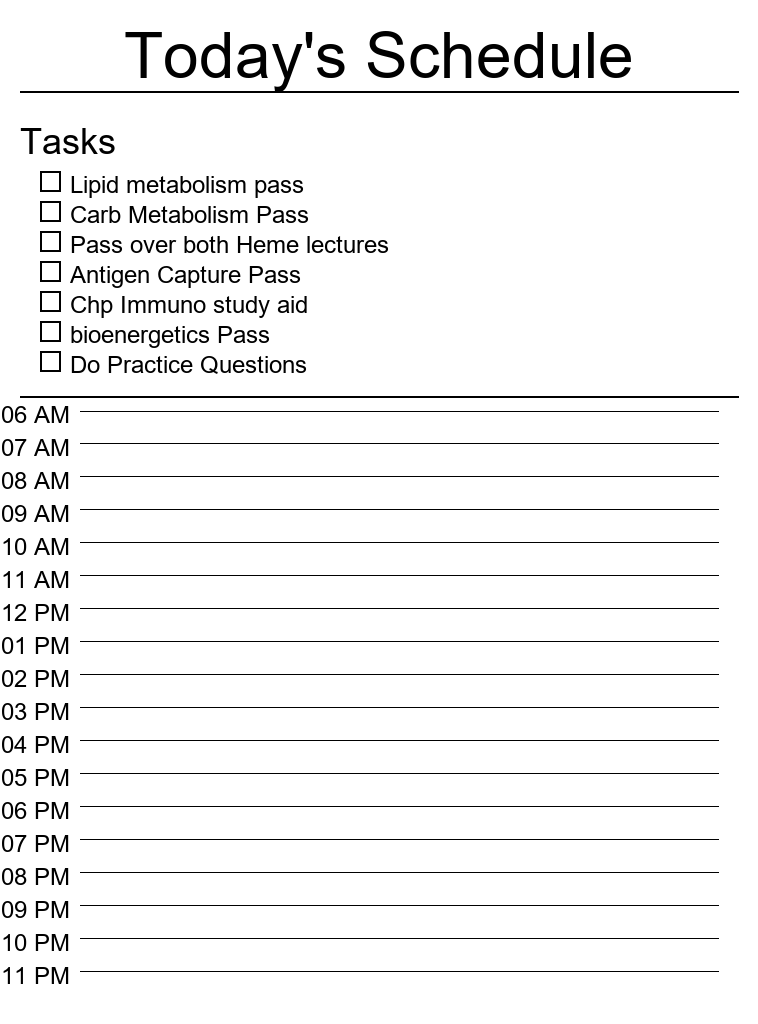 Today's Schedule
Tasks
Lipid metabolism pass
Carb Metabolism Pass
Pass over both Heme lectures
Antigen Capture Pass
Chp Immuno study aid
bioenergetics Pass
Do Practice Questions
06 AM
07 AM
08 AM
09 AM
10 AM
11 AM
12 PM
01 PM
02 PM
03 PM
04 PM
05 PM
06 PM
07 PM
08 PM
09 PM
10 PM
11 PM